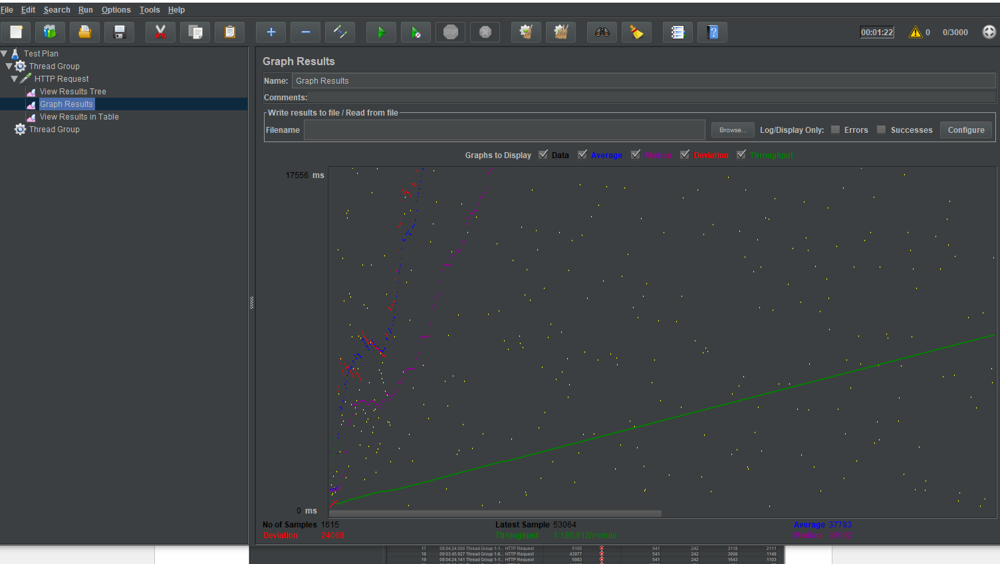 File Edit Search Run Options Tools Help
STOP 00:01:22 0 0/3000
Test Plan
Thread Group
HTTP Request
View Results Tree
Graph Results
View Results in Table
Thread Group
Graph Results
Name: Graph Results
Comments:
Write results to file / Read from file
Filename Browse... Log/Display Only: Errors Successes Configure
Graphs to Display Data Average Median Deviation Throughput
17556 ms
0 ms
No of Samples 1615 Latest Sample 53064 Average 37783
Deviation 24068 Throughput 1,195.912/minute Median
17 09:04:24.500 Thread Group 1-1... HTTP Request 5105 541 242 3118 2111
18 09:03:45.927 Thread Group 1-8... HTTP Request 43977 541 242 3008 1149
19 09:04:24.141 Thread Group 1-1... HTTP Request 5983 541 242 1643 1103